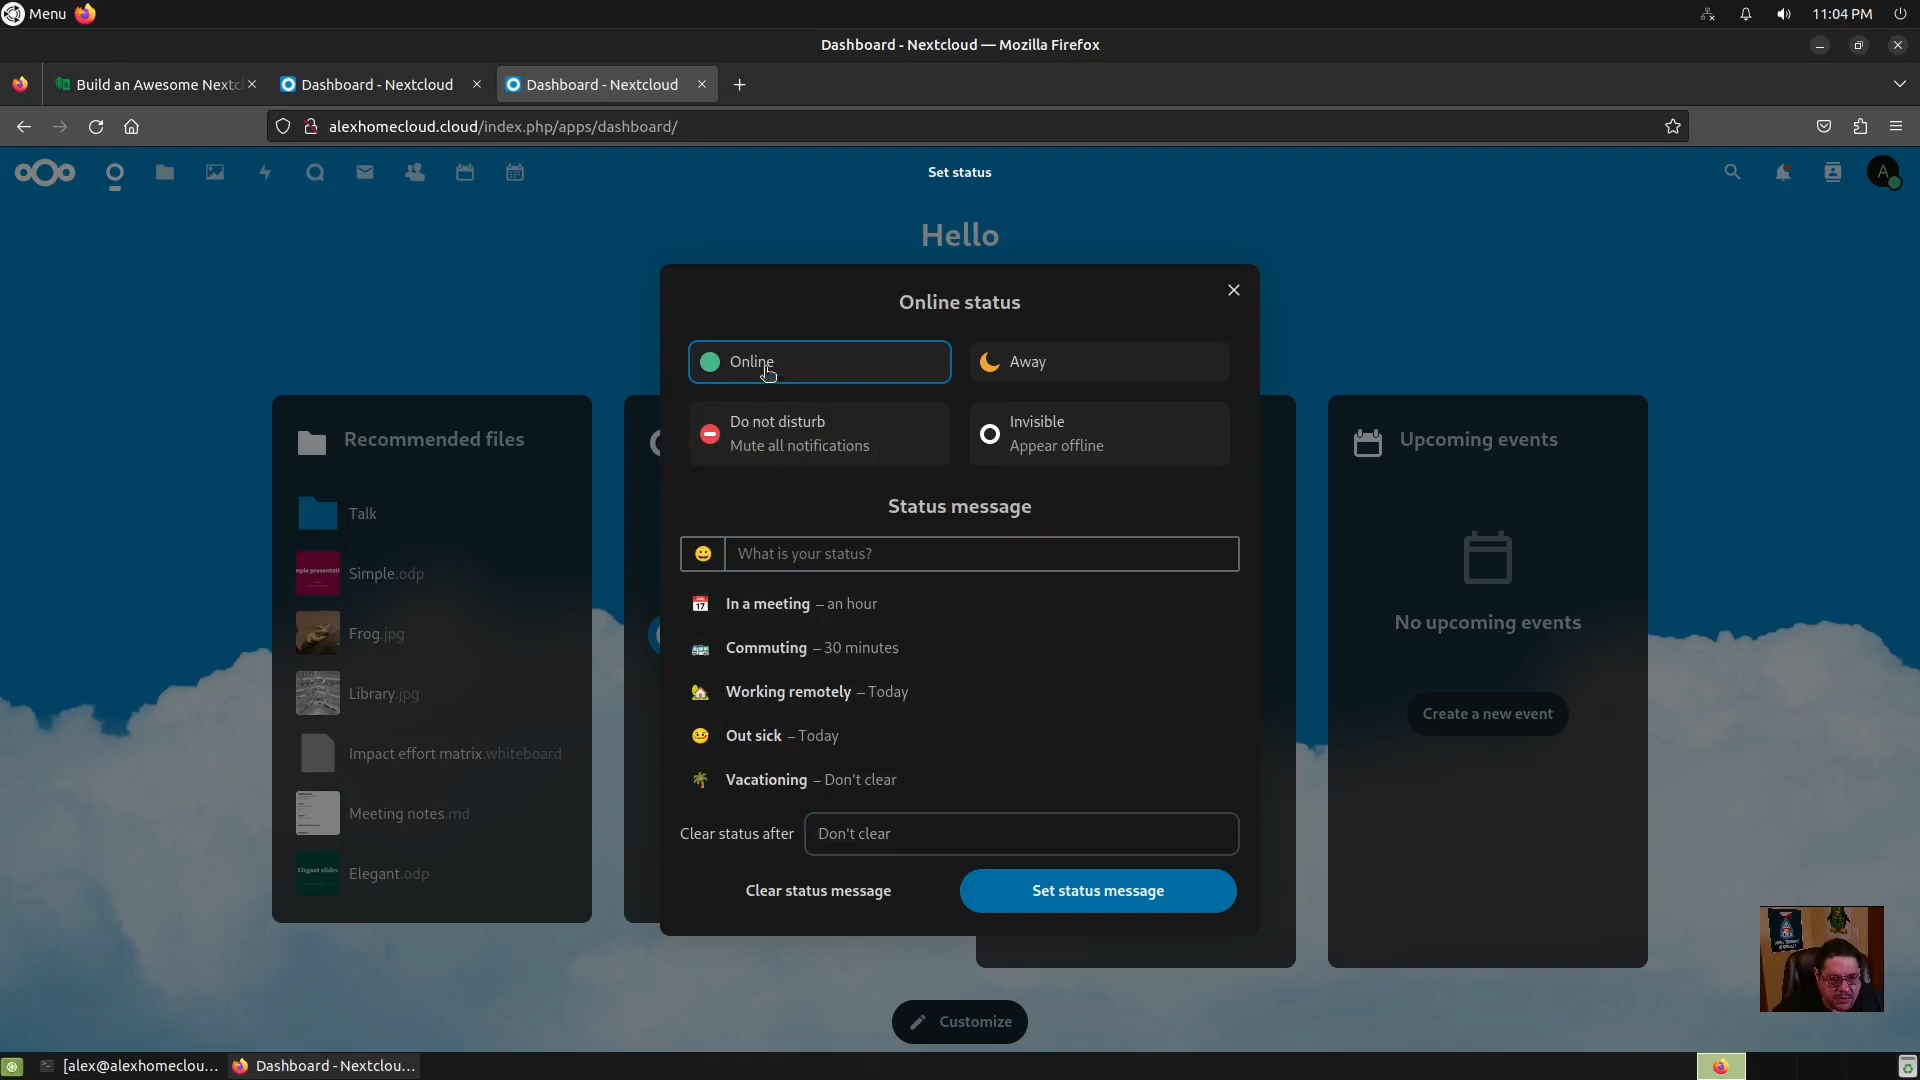 Menu
11:04 PM
Dashboard - Nextcloud — Mozilla Firefox
Build an Awesome Nextcl
Dashboard - Nextcloud
Dashboard - Nextcloud
alexhomecloud.cloud/index.php/apps/dashboard/
Set status
A
Hello
Online status
Online
Away
Do not disturb
Mute all notifications
Invisible
Appear offline
Status message
What is your status?
In a meeting – an hour
Commuting – 30 minutes
Working remotely – Today
Out sick – Today
Vacationing – Don't clear
Clear status after
Don't clear
Clear status message
Set status message
Recommended files
Talk
Simple.odp
Frog.jpg
Library.jpg
Impact effort matrix.whiteboard
Meeting notes.md
Elegant slides
Elegant.odp
Upcoming events
No upcoming events
Create a new event
Customize
[alex@alexhomeclou...
Dashboard - Nextclou...